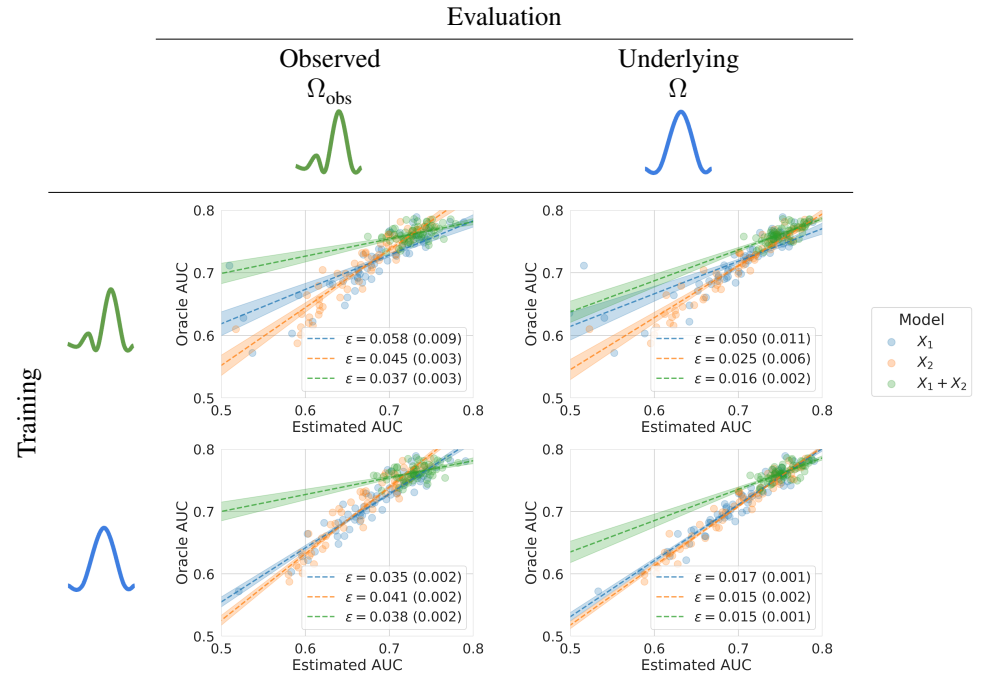 Evaluation
Observed
Underlying
Ω_obs
Ω
Training
0.8
0.7
0.6
0.5
Oracle AUC
0.5 0.6 0.7 0.8
Estimated AUC
ε = 0.058 (0.009)
ε = 0.045 (0.003)
ε = 0.037 (0.003)
0.8
0.7
0.6
0.5
Oracle AUC
0.5 0.6 0.7 0.8
Estimated AUC
ε = 0.050 (0.011)
ε = 0.025 (0.006)
ε = 0.016 (0.002)
Model
X₁
X₂
X₁ + X₂
0.8
0.7
0.6
0.5
Oracle AUC
0.5 0.6 0.7 0.8
Estimated AUC
ε = 0.035 (0.002)
ε = 0.041 (0.002)
ε = 0.038 (0.002)
0.8
0.7
0.6
0.5
Oracle AUC
0.5 0.6 0.7 0.8
Estimated AUC
ε = 0.017 (0.001)
ε = 0.015 (0.002)
ε = 0.015 (0.001)